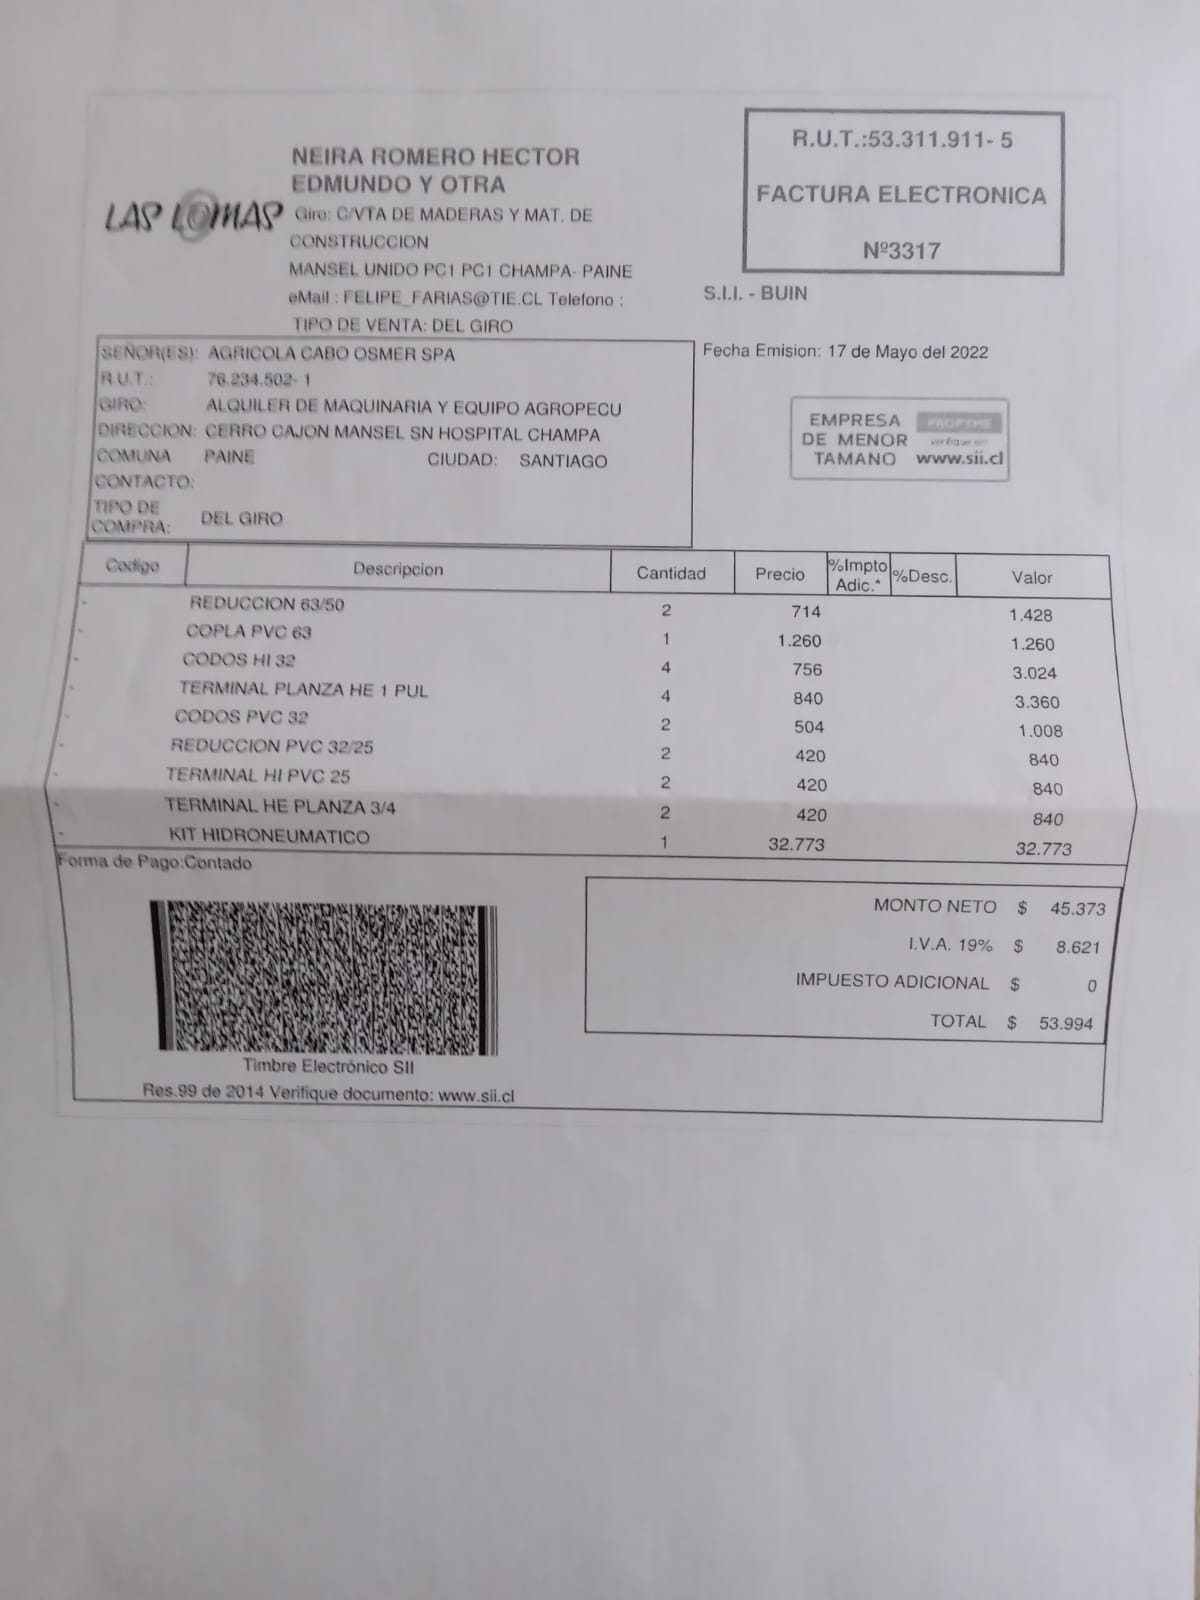 LAS LOMAS
NEIRA ROMERO HECTOR
EDMUNDO Y OTRA
Giro: C/VTA DE MADERAS Y MAT. DE
CONSTRUCCION
MANSEL UNIDO PC1 PC1 CHAMPA- PAINE
eMail : FELIPE_FARIAS@TIE.CL Telefono :
TIPO DE VENTA: DEL GIRO
R.U.T.:53.311.911- 5
FACTURA ELECTRONICA
Nº3317
S.I.I. - BUIN
Fecha Emision: 17 de Mayo del 2022
SEÑOR(ES): AGRICOLA CABO OSMER SPA
R.U.T.: 76.234.502- 1
GIRO: ALQUILER DE MAQUINARIA Y EQUIPO AGROPECU
DIRECCION: CERRO CAJON MANSEL SN HOSPITAL CHAMPA
COMUNA PAINE CIUDAD: SANTIAGO
CONTACTO:
TIPO DE
COMPRA: DEL GIRO
EMPRESA PROPYME
DE MENOR verifique en:
TAMANO www.sii.cl
Codigo Descripcion Cantidad Precio %Impto Adic.* %Desc. Valor
- REDUCCION 63/50 2 714 1.428
- COPLA PVC 63 1 1.260 1.260
- CODOS HI 32 4 756 3.024
- TERMINAL PLANZA HE 1 PUL 4 840 3.360
- CODOS PVC 32 2 504 1.008
- REDUCCION PVC 32/25 2 420 840
- TERMINAL HI PVC 25 2 420 840
- TERMINAL HE PLANZA 3/4 2 420 840
- KIT HIDRONEUMATICO 1 32.773 32.773
Forma de Pago:Contado
MONTO NETO $ 45.373
I.V.A. 19% $ 8.621
IMPUESTO ADICIONAL $ 0
TOTAL $ 53.994
Timbre Electrónico SII
Res.99 de 2014 Verifique documento: www.sii.cl